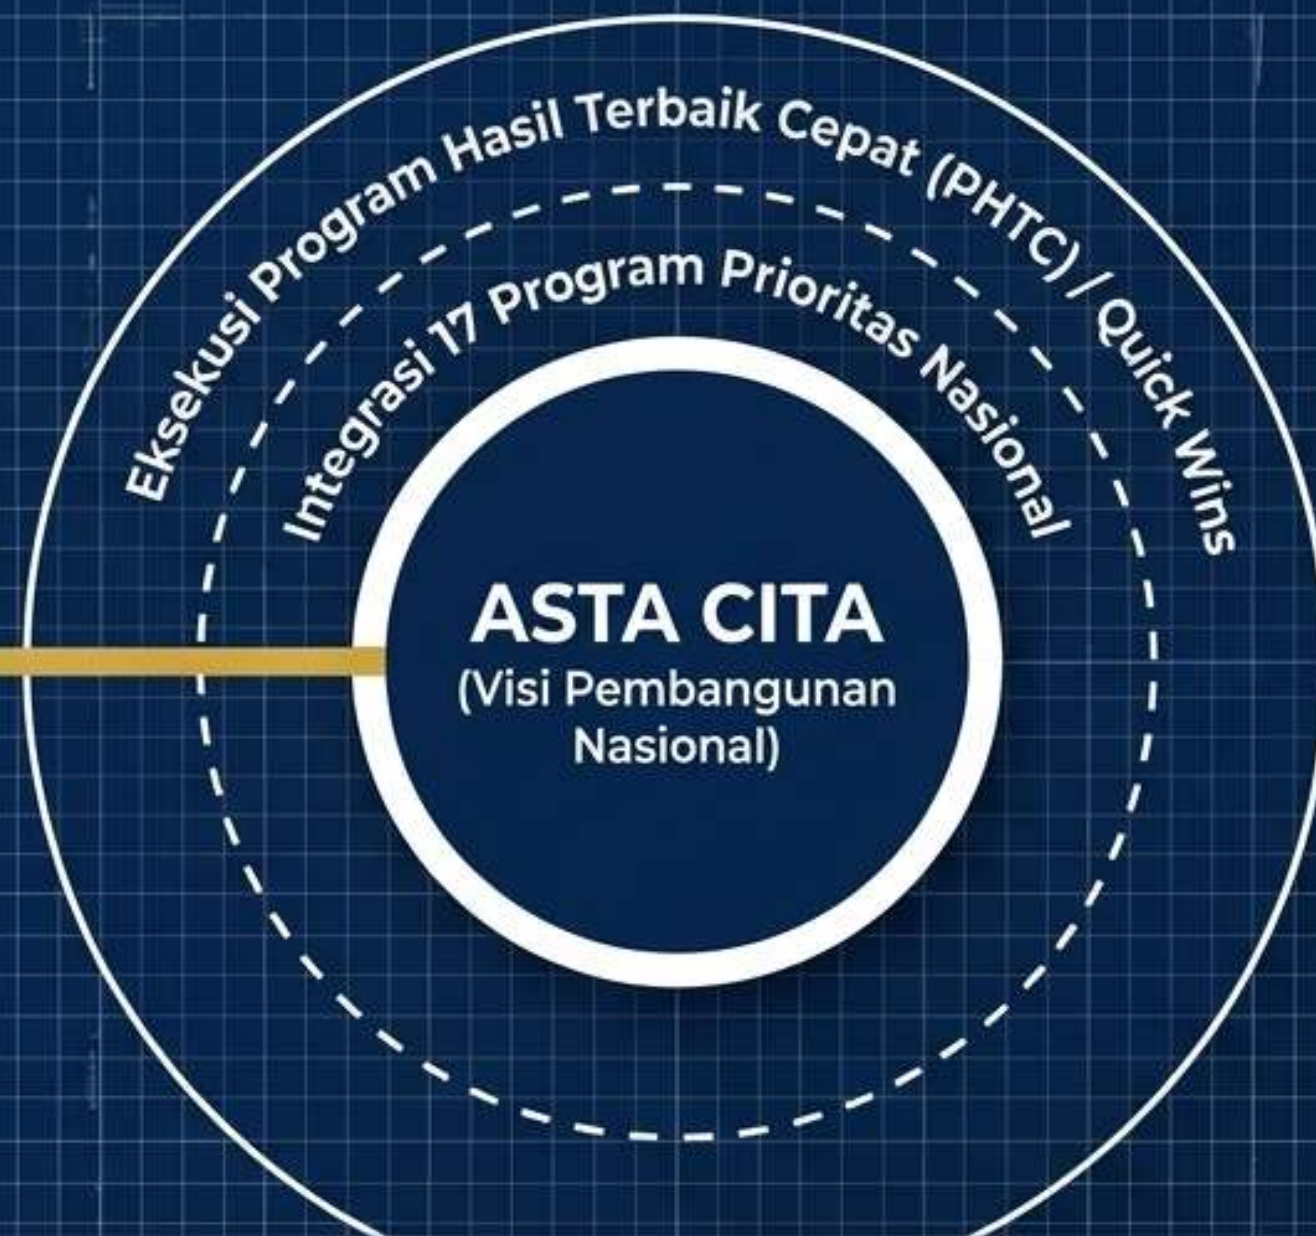 Eksekusi Program Hasil Terbaik Cepat (PHTC) / Quick Wins
Integrasi 17 Program Prioritas Nasional
ASTA CITA
(Visi Pembangunan
Nasional)